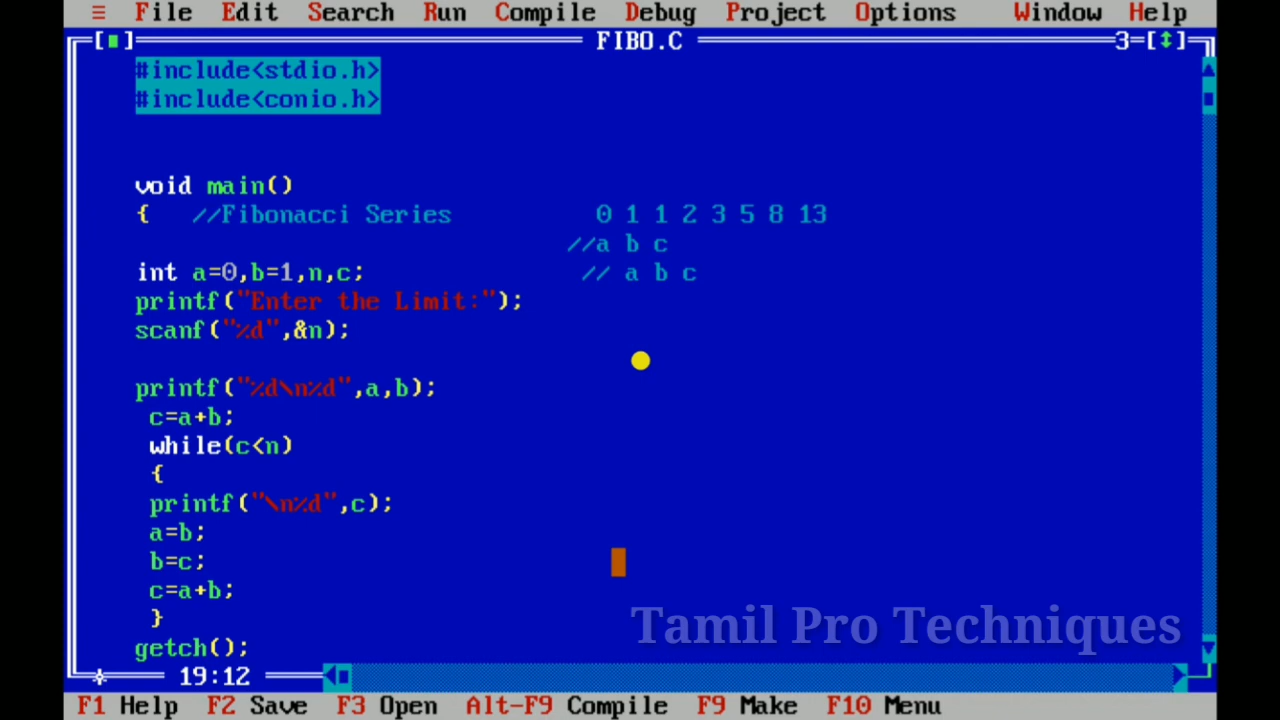 ≡ File Edit Search Run Compile Debug Project Options Window Help
FIBO.C 3=[↕]
#include<stdio.h>
#include<conio.h>
void main()
{ //Fibonacci Series 0 1 1 2 3 5 8 13
//a b c
int a=0,b=1,n,c; // a b c
printf("Enter the Limit:");
scanf("%d",&n);
printf("%d\n%d",a,b);
c=a+b;
while(c<n)
{
printf("\n%d",c);
a=b;
b=c;
c=a+b;
}
Tamil Pro Techniques
getch();
19:12
F1 Help F2 Save F3 Open Alt-F9 Compile F9 Make F10 Menu